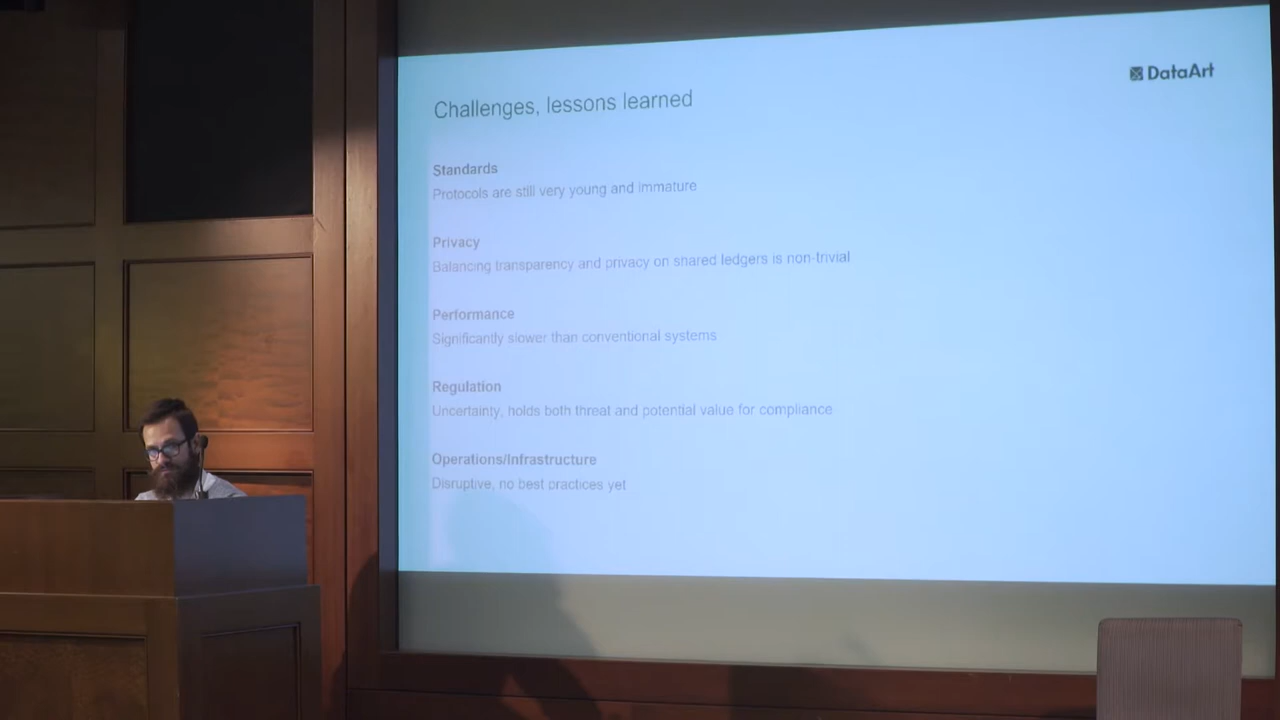 DataArt
Challenges, lessons learned
Standards
Protocols are still very young and immature
Privacy
Balancing transparency and privacy on shared ledgers is non-trivial
Performance
Significantly slower than conventional systems
Regulation
Uncertainty, holds both threat and potential value for compliance
Operations/Infrastructure
Disruptive, no best practices yet